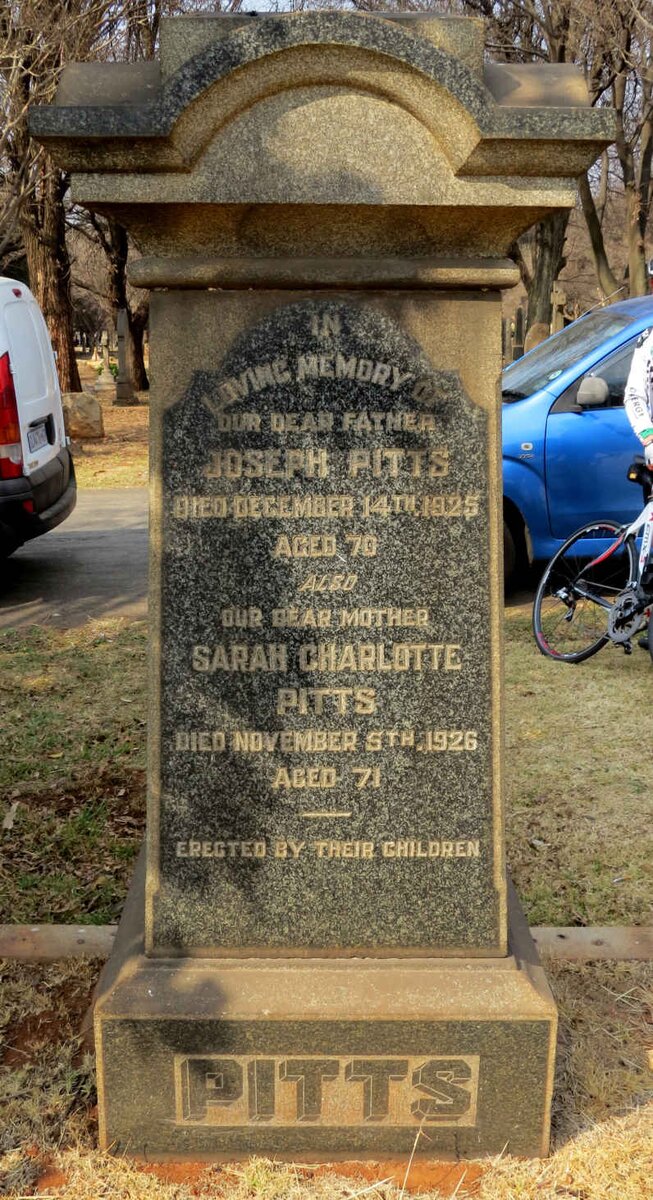 IN
LOVING MEMORY OF
OUR DEAR FATHER
JOSEPH PITTS
DIED DECEMBER 14TH, 1925
AGED 70
ALSO
OUR DEAR MOTHER
SARAH CHARLOTTE
PITTS
DIED NOVEMBER 5TH, 1926
AGED 71
ERECTED BY THEIR CHILDREN
PITTS